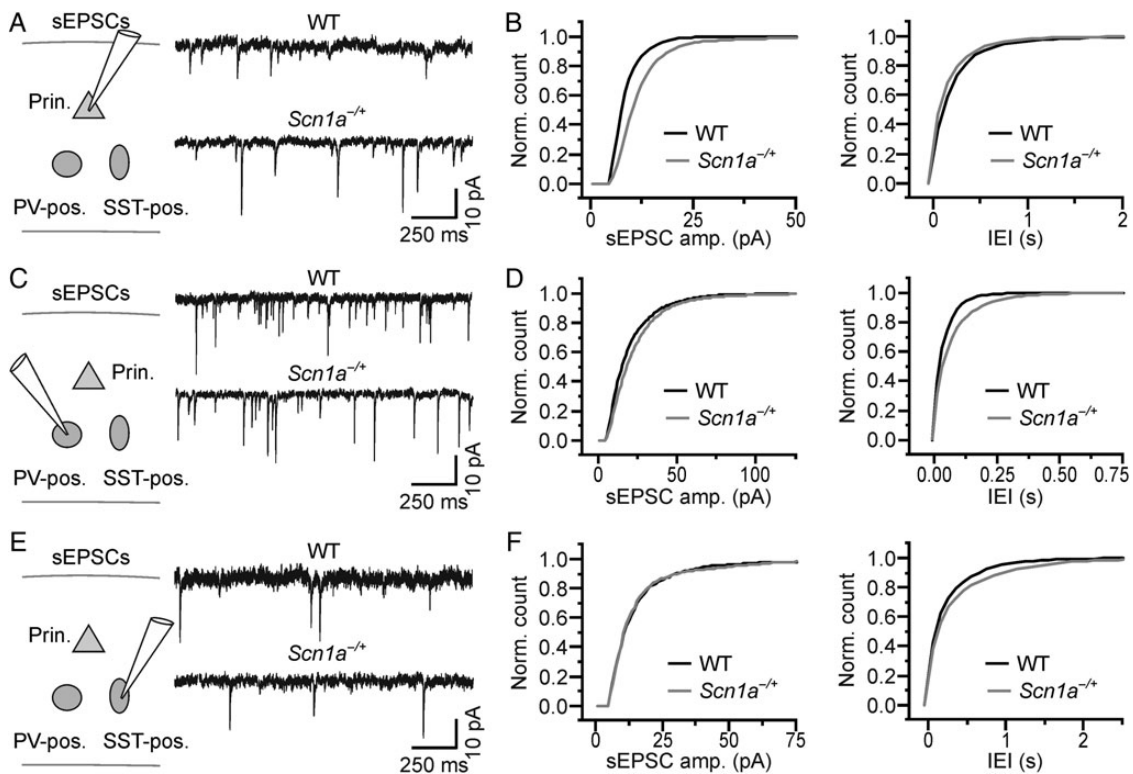 A
sEPSCs
Prin.
PV-pos. SST-pos.
WT
Scn1a⁻/⁺
10 pA
250 ms
B
Norm. count
1.0
0.8
0.6
0.4
0.2
0.0
WT
Scn1a⁻/⁺
0 25 50
sEPSC amp. (pA)
Norm. count
1.0
0.8
0.6
0.4
0.2
0.0
WT
Scn1a⁻/⁺
0 1 2
IEI (s)
C
sEPSCs
Prin.
PV-pos. SST-pos.
WT
Scn1a⁻/⁺
10 pA
250 ms
D
Norm. count
1.0
0.8
0.6
0.4
0.2
0.0
WT
Scn1a⁻/⁺
0 50 100
sEPSC amp. (pA)
Norm. count
1.0
0.8
0.6
0.4
0.2
0.0
WT
Scn1a⁻/⁺
0.00 0.25 0.50 0.75
IEI (s)
E
sEPSCs
Prin.
PV-pos. SST-pos.
WT
Scn1a⁻/⁺
10 pA
250 ms
F
Norm. count
1.0
0.8
0.6
0.4
0.2
0.0
WT
Scn1a⁻/⁺
0 25 50 75
sEPSC amp. (pA)
Norm. count
1.0
0.8
0.6
0.4
0.2
0.0
WT
Scn1a⁻/⁺
0 1 2
IEI (s)